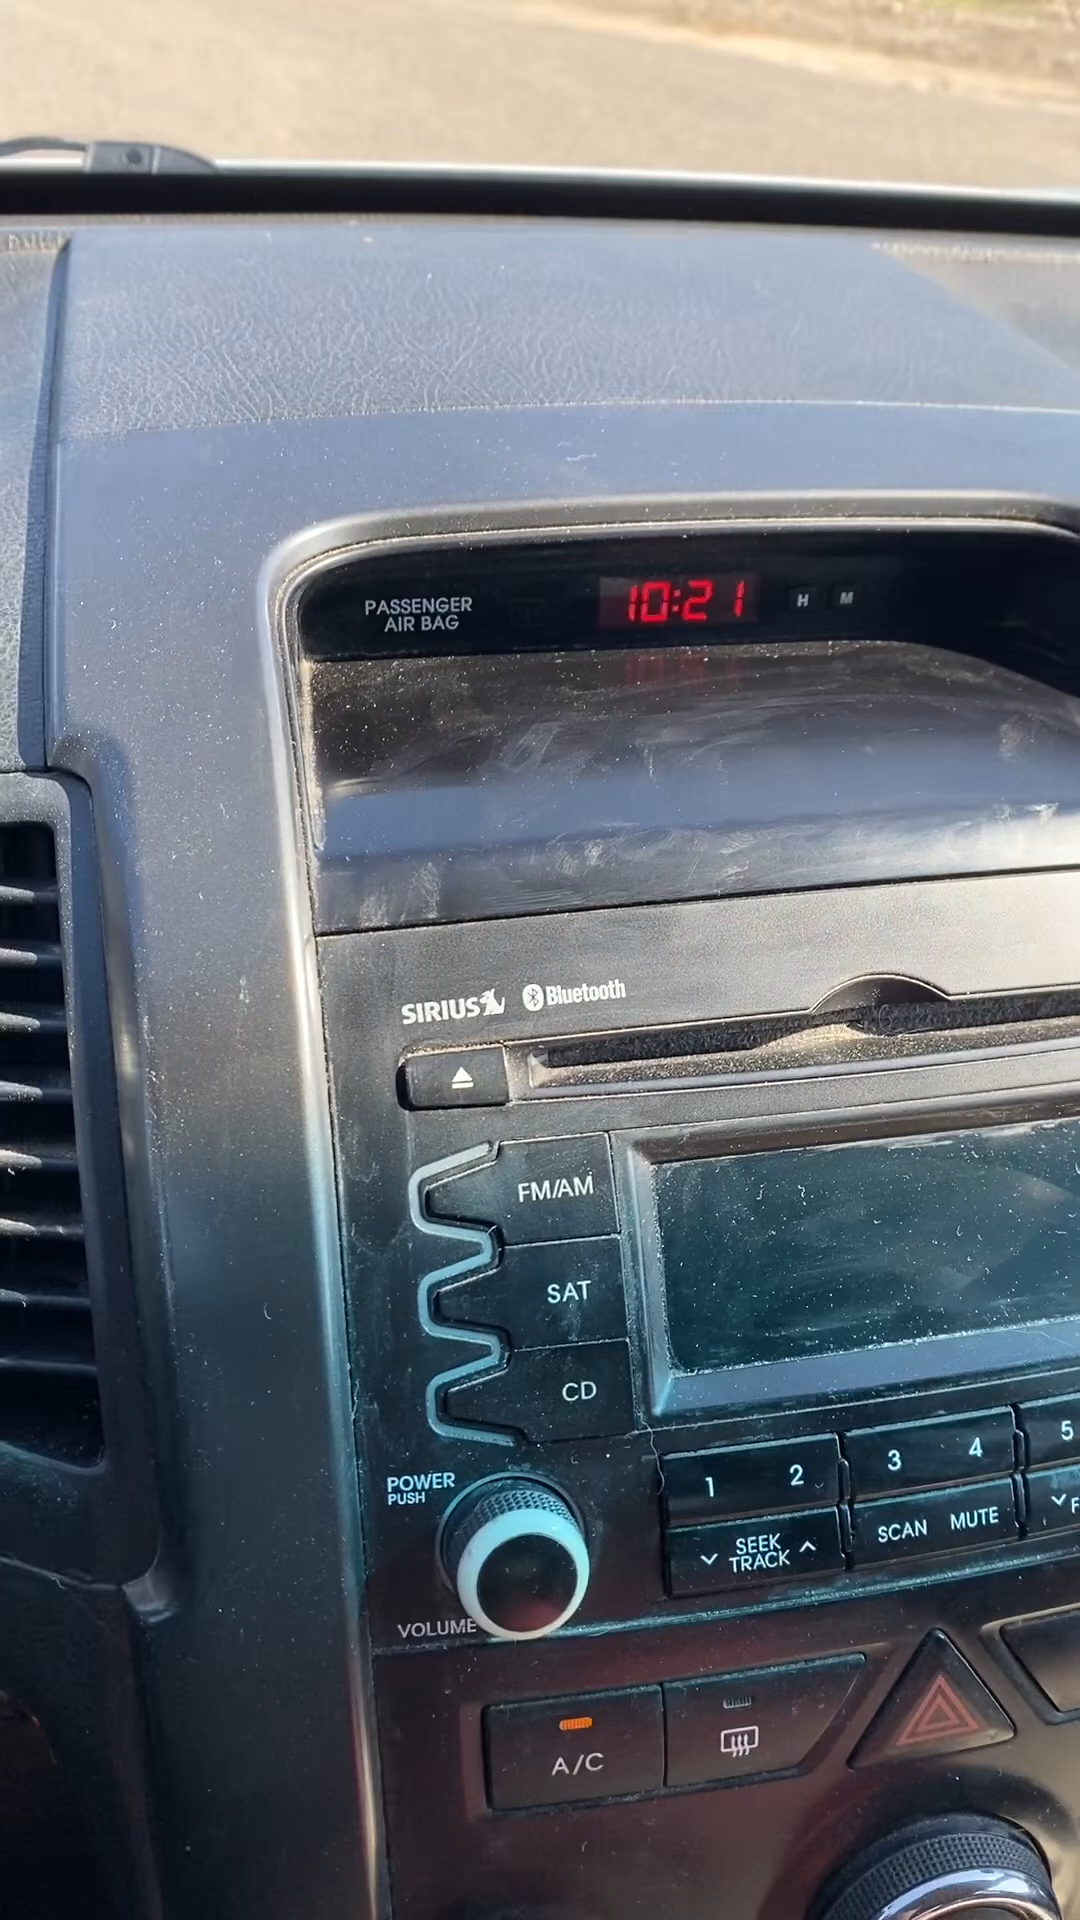 PASSENGER
AIR BAG
10:21
H M
SIRIUS Bluetooth
FM/AM
SAT
CD
POWER
PUSH
VOLUME
1 2 3 4 5
SEEK
TRACK
SCAN MUTE
F
A/C